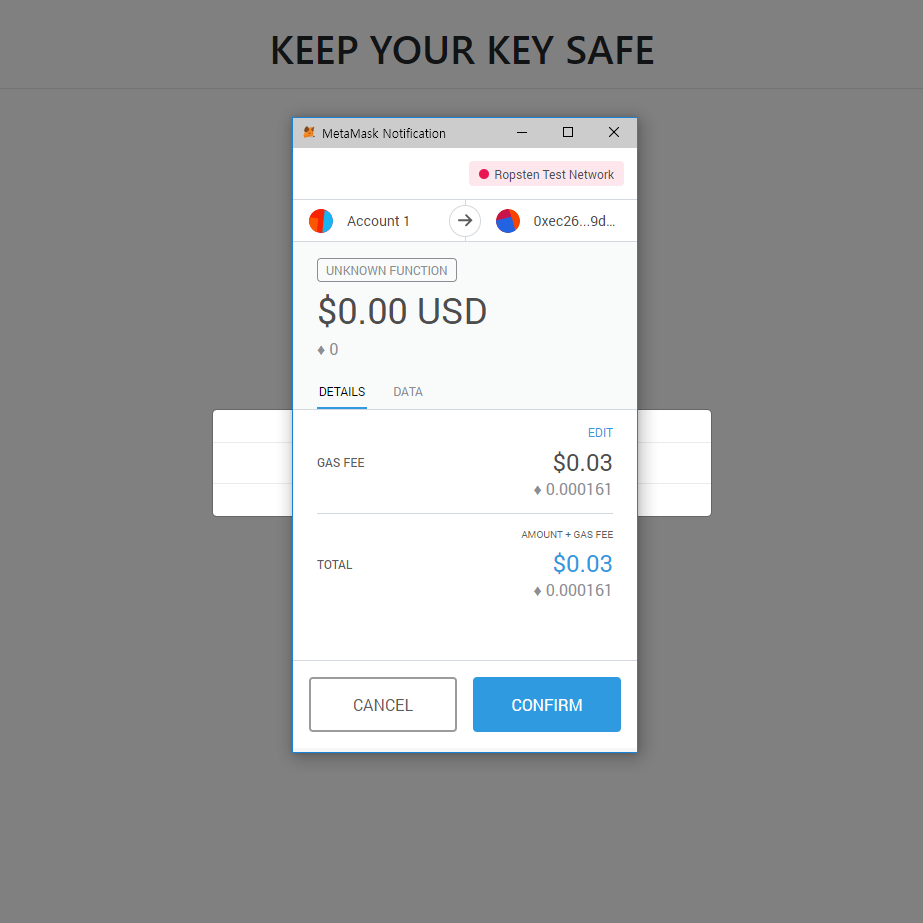 KEEP YOUR KEY SAFE
MetaMask Notification
Ropsten Test Network
Account 1
0xec26...9d...
UNKNOWN FUNCTION
$0.00 USD
♦ 0
DETAILS DATA
EDIT
GAS FEE $0.03
♦ 0.000161
AMOUNT + GAS FEE
TOTAL $0.03
♦ 0.000161
CANCEL CONFIRM